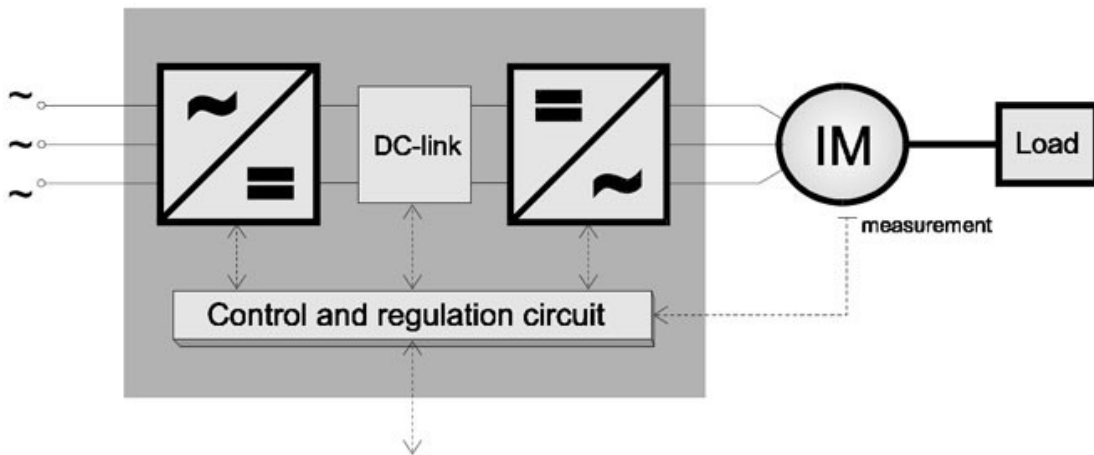 ~
~
~
~
=
DC-link
=
~
IM
Load
measurement
Control and regulation circuit